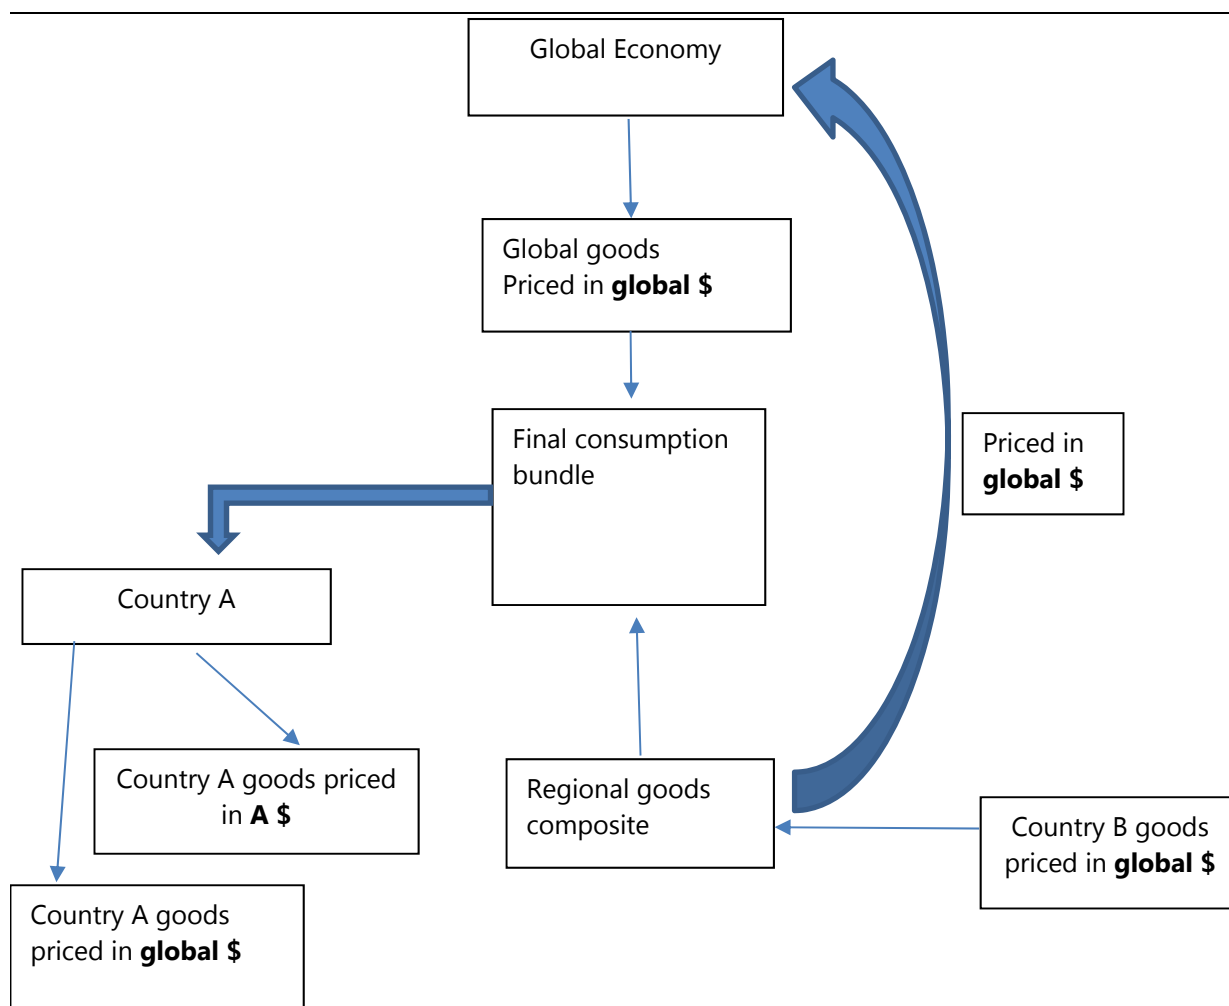 Global Economy
Global goods
Priced in global $
Final consumption
bundle
Priced in
global $
Country A
Country A goods priced
in A $
Regional goods
composite
Country B goods
priced in global $
Country A goods
priced in global $